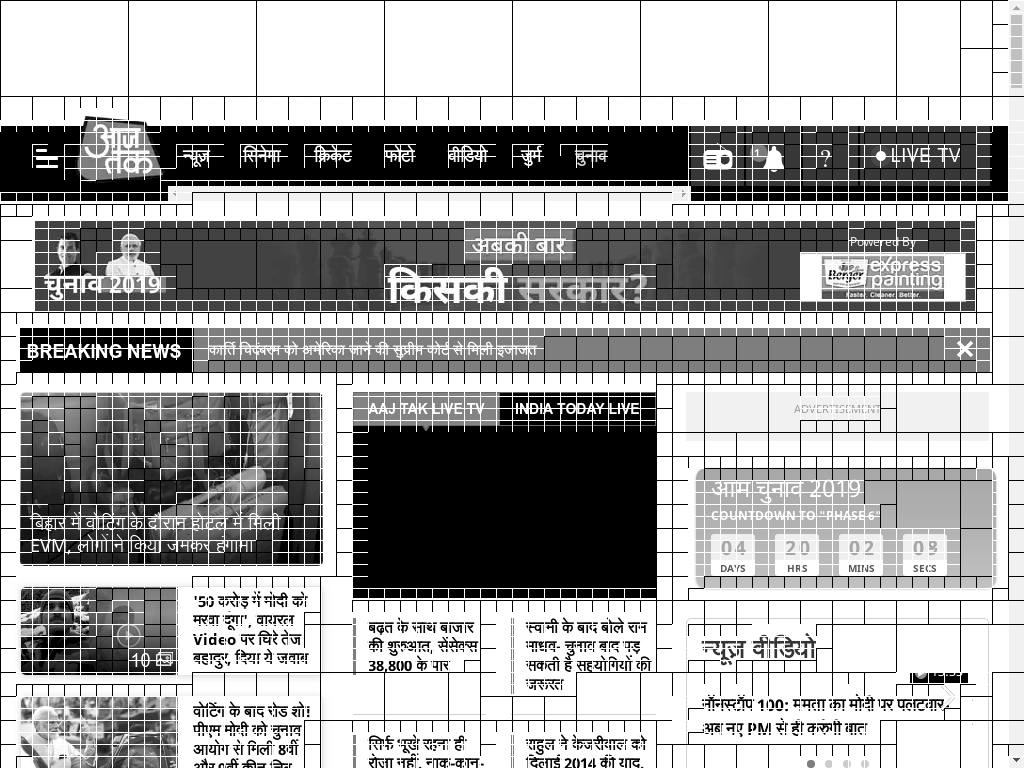 आज
तक
न्यूज़ सिनेमा क्रिकेट फोटो वीडियो जुर्म चुनाव
1 ? LIVE TV
अबकी बार
किसकी सरकार?
चुनाव 2019
Powered By
Berger express
painting
Faster. Cleaner. Better.
BREAKING NEWS कार्ति चिदंबरम को अमेरिका जाने की सुप्रीम कोर्ट से मिली इजाजत
बिहार में वोटिंग के दौरान होटल में मिली
EVM, लोगों ने किया जमकर हंगामा
'50 करोड़ में मोदी को
मरवा दूंगा', वायरल
Video पर घिरे तेज
बहादुर, दिया ये जवाब
10
वोटिंग के बाद रोड शो!
पीएम मोदी को चुनाव
आयोग से मिली 8वीं
AAJ TAK LIVE TV INDIA TODAY LIVE
बढ़त के साथ बाजार
की शुरुआत, सेंसेक्स
38,800 के पार
स्वामी के बाद बोले राम
माधव- चुनाव बाद पड़
सकती है सहयोगियों की
जरूरत
सिर्फ भूखे रहना ही
रोजा नहीं, नाक-कान-
राहुल ने केजरीवाल को
दिलाई 2014 की याद,
ADVERTISEMENT
आम चुनाव 2019
COUNTDOWN TO "PHASE 6"
04 20 02 08
DAYS HRS MINS SECS
न्यूज़ वीडियो
नॉनस्टॉप 100: ममता का मोदी पर पलटवार-
अब नए PM से ही करूंगी बात